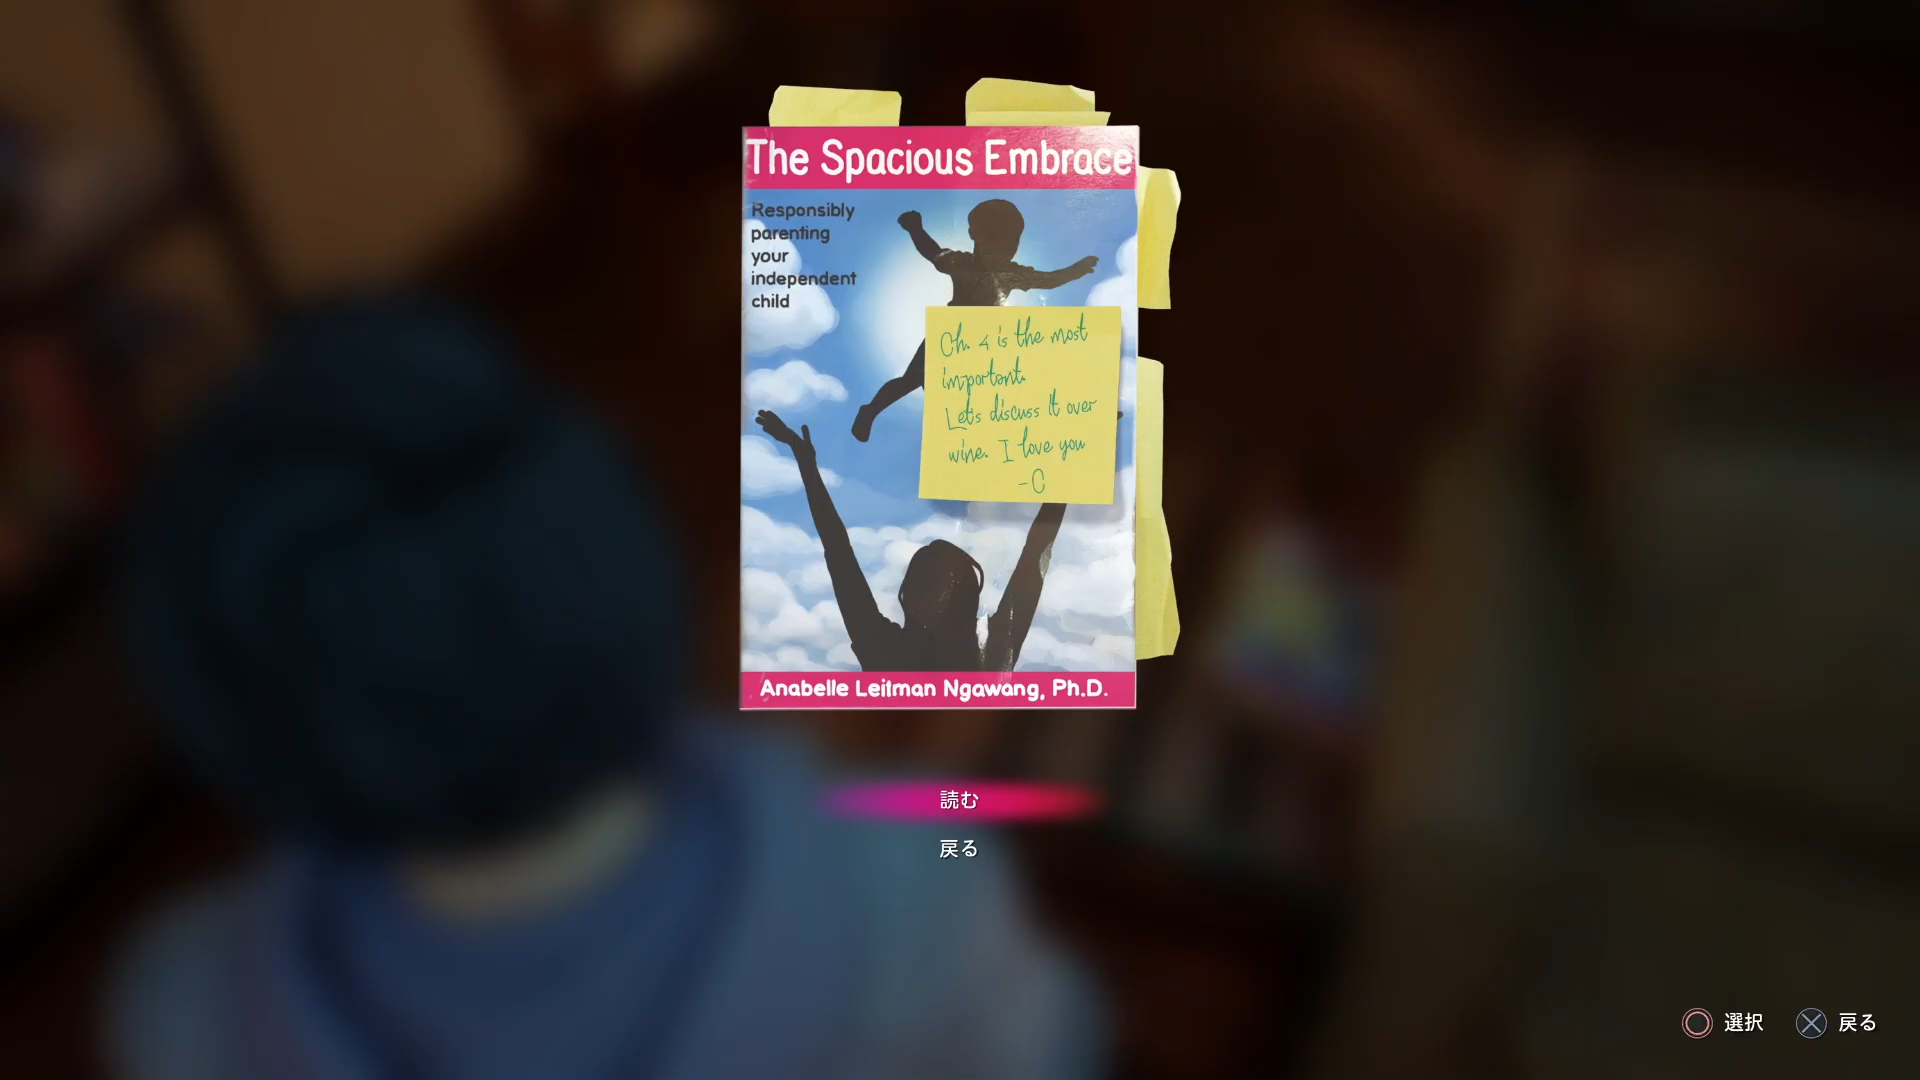 The Spacious Embrace
Responsibly
parenting
your
independent
child
Ch. 4 is the most
important.
Let's discuss it over
wine. I love you
-C
Anabelle Leitman Ngawang, Ph.D.
読む
戻る
選択 戻る